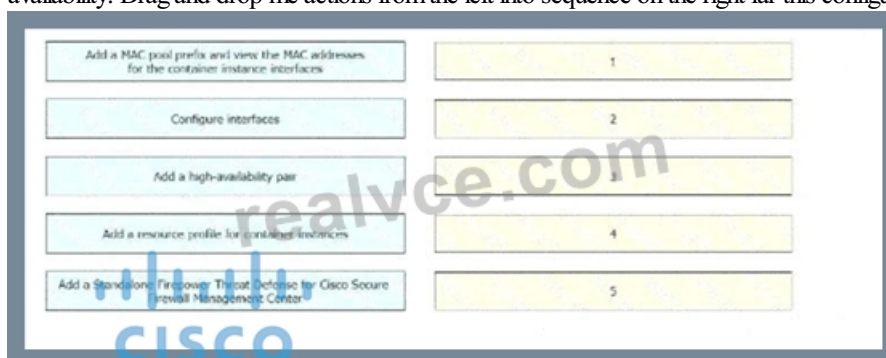 availability. Drag and drop the actions from the left into sequence on the right far this
Add a MAC pool prefix and view the MAC addresses
for the container instance interfaces
1
Configure interfaces
2
Add a high-availability pair
3
Add a resource profile for container instances
4
Add a Standalone Firepower Threat Defense for Cisco Secure
Firewall Management Center
5
realvce.com
CISCO